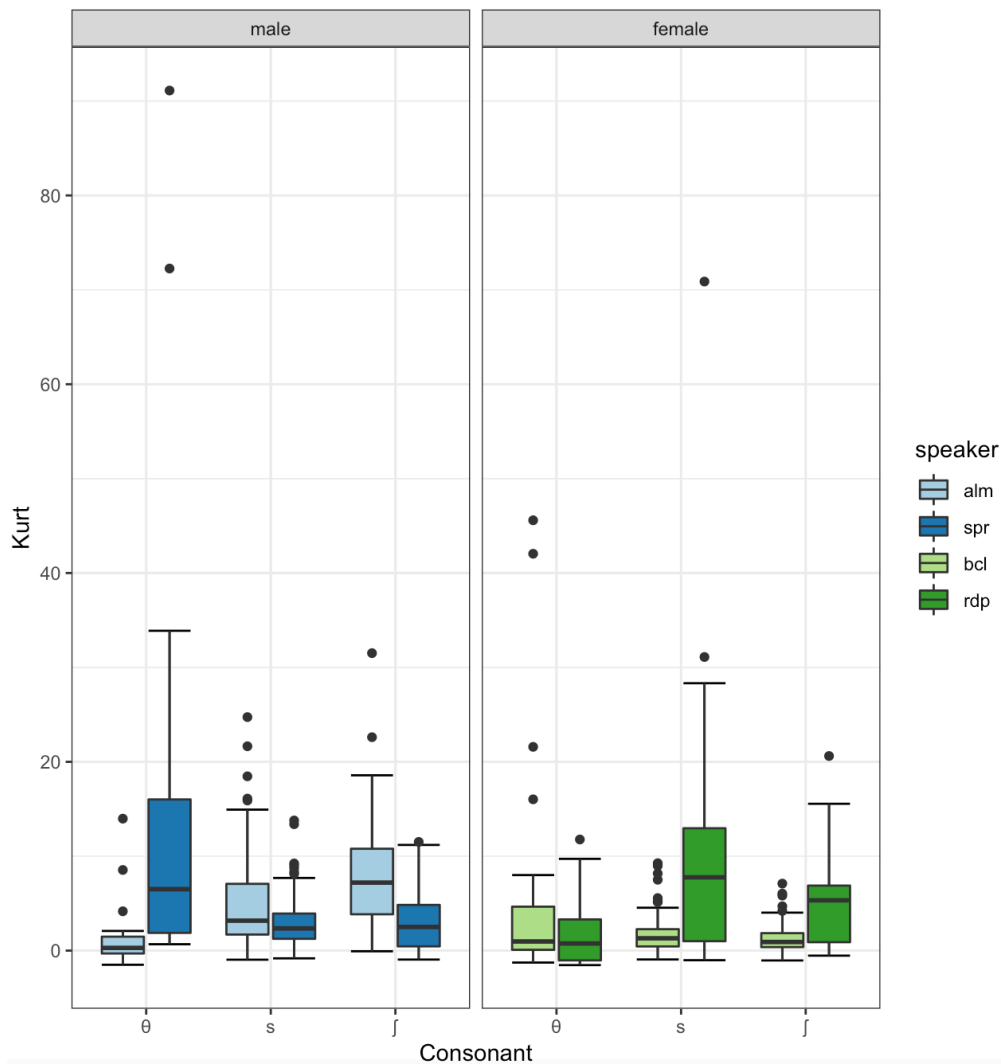 male female
80
60
40
20
0
Kurt
θ s ʃ θ s ʃ
Consonant
speaker
alm
spr
bcl
rdp